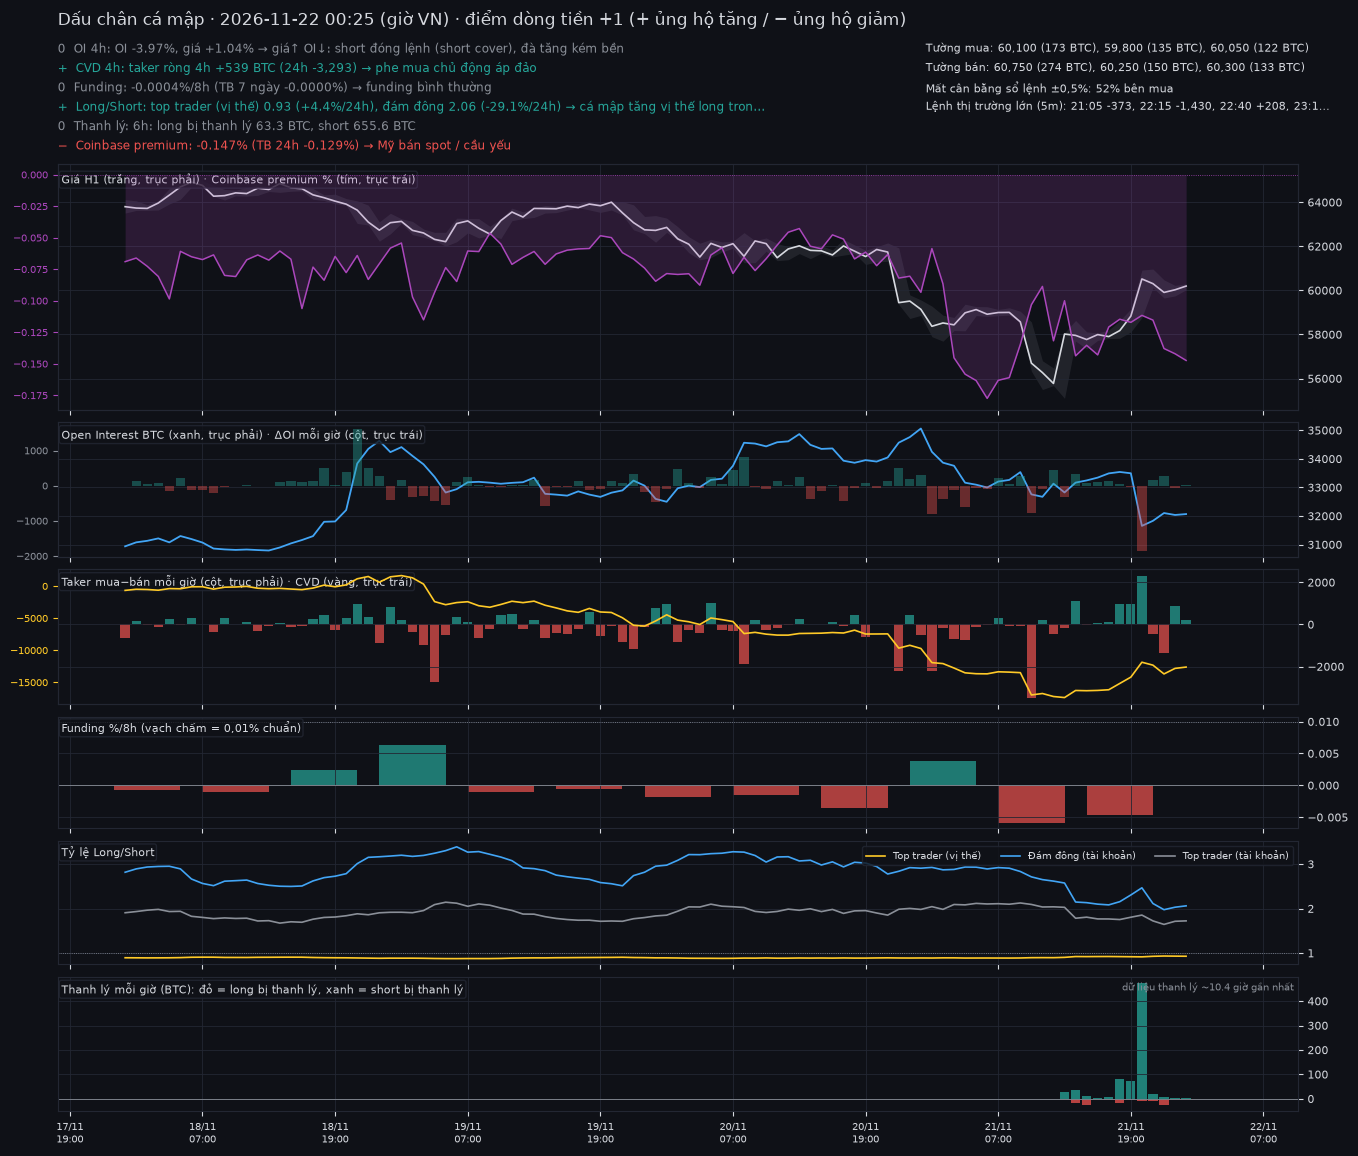 Dấu chân cá mập · 2026-11-22 00:25 (giờ VN) · điểm dòng tiền +1 (+ ủng hộ tăng / − ủng hộ giảm)
0 OI 4h: OI -3.97%, giá +1.04% → giá↑ OI↓: short đóng lệnh (short cover), đà tăng kém bền
+ CVD 4h: taker ròng 4h +539 BTC (24h -3,293) → phe mua chủ động áp đảo
0 Funding: -0.0004%/8h (TB 7 ngày -0.0000%) → funding bình thường
+ Long/Short: top trader (vị thế) 0.93 (+4.4%/24h), đám đông 2.06 (-29.1%/24h) → cá mập tăng vị thế long tron...
0 Thanh lý: 6h: long bị thanh lý 63.3 BTC, short 655.6 BTC
− Coinbase premium: -0.147% (TB 24h -0.129%) → Mỹ bán spot / cầu yếu
Tường mua: 60,100 (173 BTC), 59,800 (135 BTC), 60,050 (122 BTC)
Tường bán: 60,750 (274 BTC), 60,250 (150 BTC), 60,300 (133 BTC)
Mất cân bằng sổ lệnh ±0,5%: 52% bên mua
Lệnh thị trường lớn (5m): 21:05 -373, 22:15 -1,430, 22:40 +208, 23:1...
Giá H1 (trắng, trục phải) · Coinbase premium % (tím, trục trái)
0.000
−0.025
−0.050
−0.075
−0.100
−0.125
−0.150
−0.175
64000
62000
60000
58000
56000
Open Interest BTC (xanh, trục phải) · ΔOI mỗi giờ (cột, trục trái)
1000
0
−1000
−2000
35000
34000
33000
32000
31000
Taker mua−bán mỗi giờ (cột, trục phải) · CVD (vàng, trục trái)
0
−5000
−10000
−15000
2000
0
−2000
Funding %/8h (vạch chấm = 0,01% chuẩn)
0.010
0.005
0.000
−0.005
Tỷ lệ Long/Short
Top trader (vị thế)
Đám đông (tài khoản)
Top trader (tài khoản)
3
2
1
Thanh lý mỗi giờ (BTC): đỏ = long bị thanh lý, xanh = short bị thanh lý
dữ liệu thanh lý ~10.4 giờ gần nhất
400
300
200
100
0
17/11 19:00
18/11 07:00
18/11 19:00
19/11 07:00
19/11 19:00
20/11 07:00
20/11 19:00
21/11 07:00
21/11 19:00
22/11 07:00